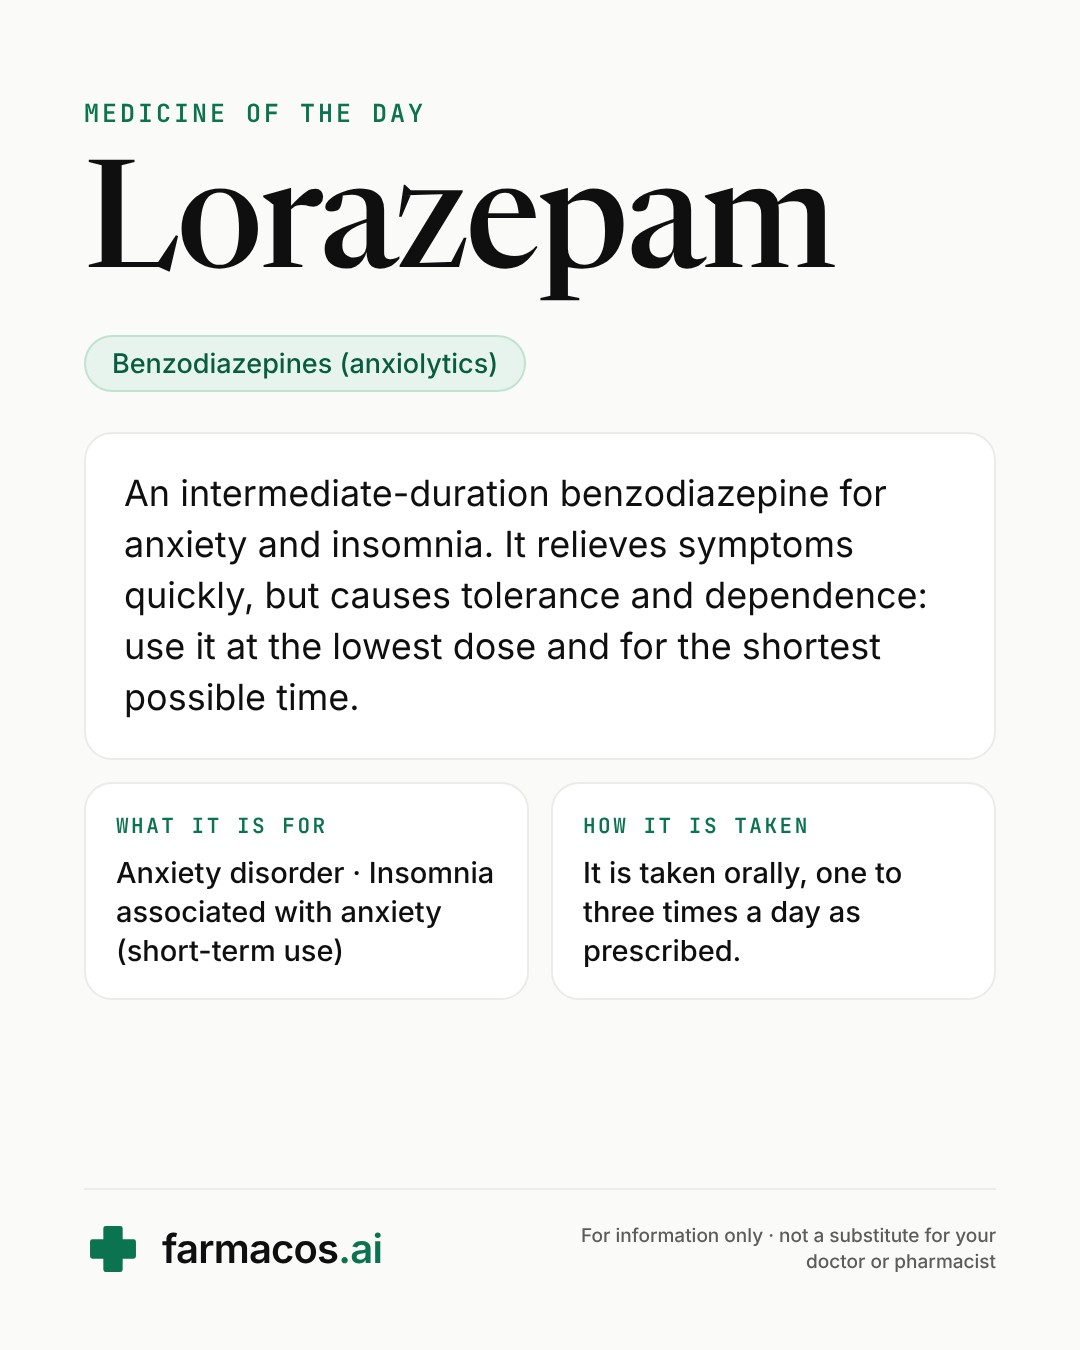 MEDICINE OF THE DAY
Lorazepam
Benzodiazepines (anxiolytics)
An intermediate-duration benzodiazepine for
anxiety and insomnia. It relieves symptoms
quickly, but causes tolerance and dependence:
use it at the lowest dose and for the shortest
possible time.
WHAT IT IS FOR
Anxiety disorder · Insomnia
associated with anxiety
(short-term use)
HOW IT IS TAKEN
It is taken orally, one to
three times a day as
prescribed.
farmacos.ai
For information only · not a substitute for your
doctor or pharmacist